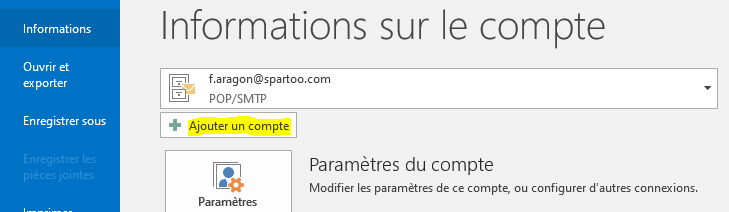 Informations
Ouvrir et
exporter
Enregistrer sous
Enregistrer les
pièces jointes
Informations sur le compte
f.aragon@spartoo.com
POP/SMTP
Ajouter un compte
Paramètres
Paramètres du compte
Modifier les paramètres de ce compte, ou configurer d'autres connexions.